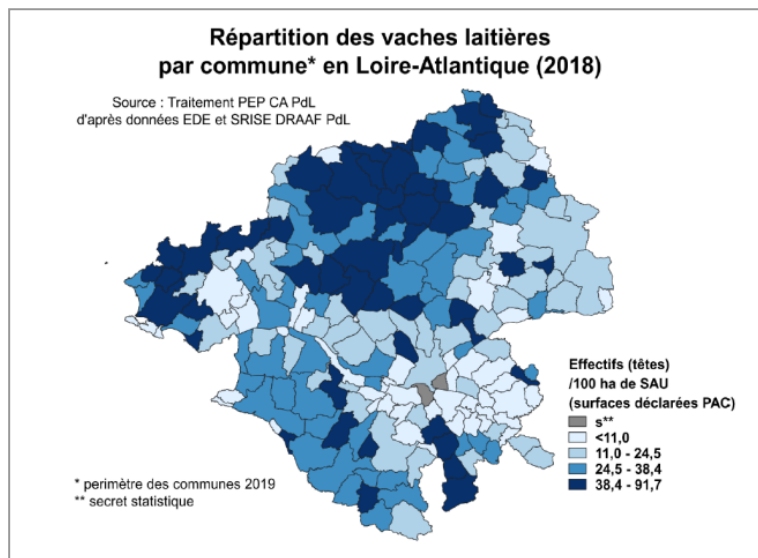 Répartition des vaches laitières
par commune* en Loire-Atlantique (2018)
Source : Traitement PEP CA PdL
d'après données EDE et SRISE DRAAF PdL
Effectifs (têtes)
/100 ha de SAU
(surfaces déclarées PAC)
s**
<11,0
11,0 - 24,5
24,5 - 38,4
38,4 - 91,7
* perimètre des communes 2019
** secret statistique